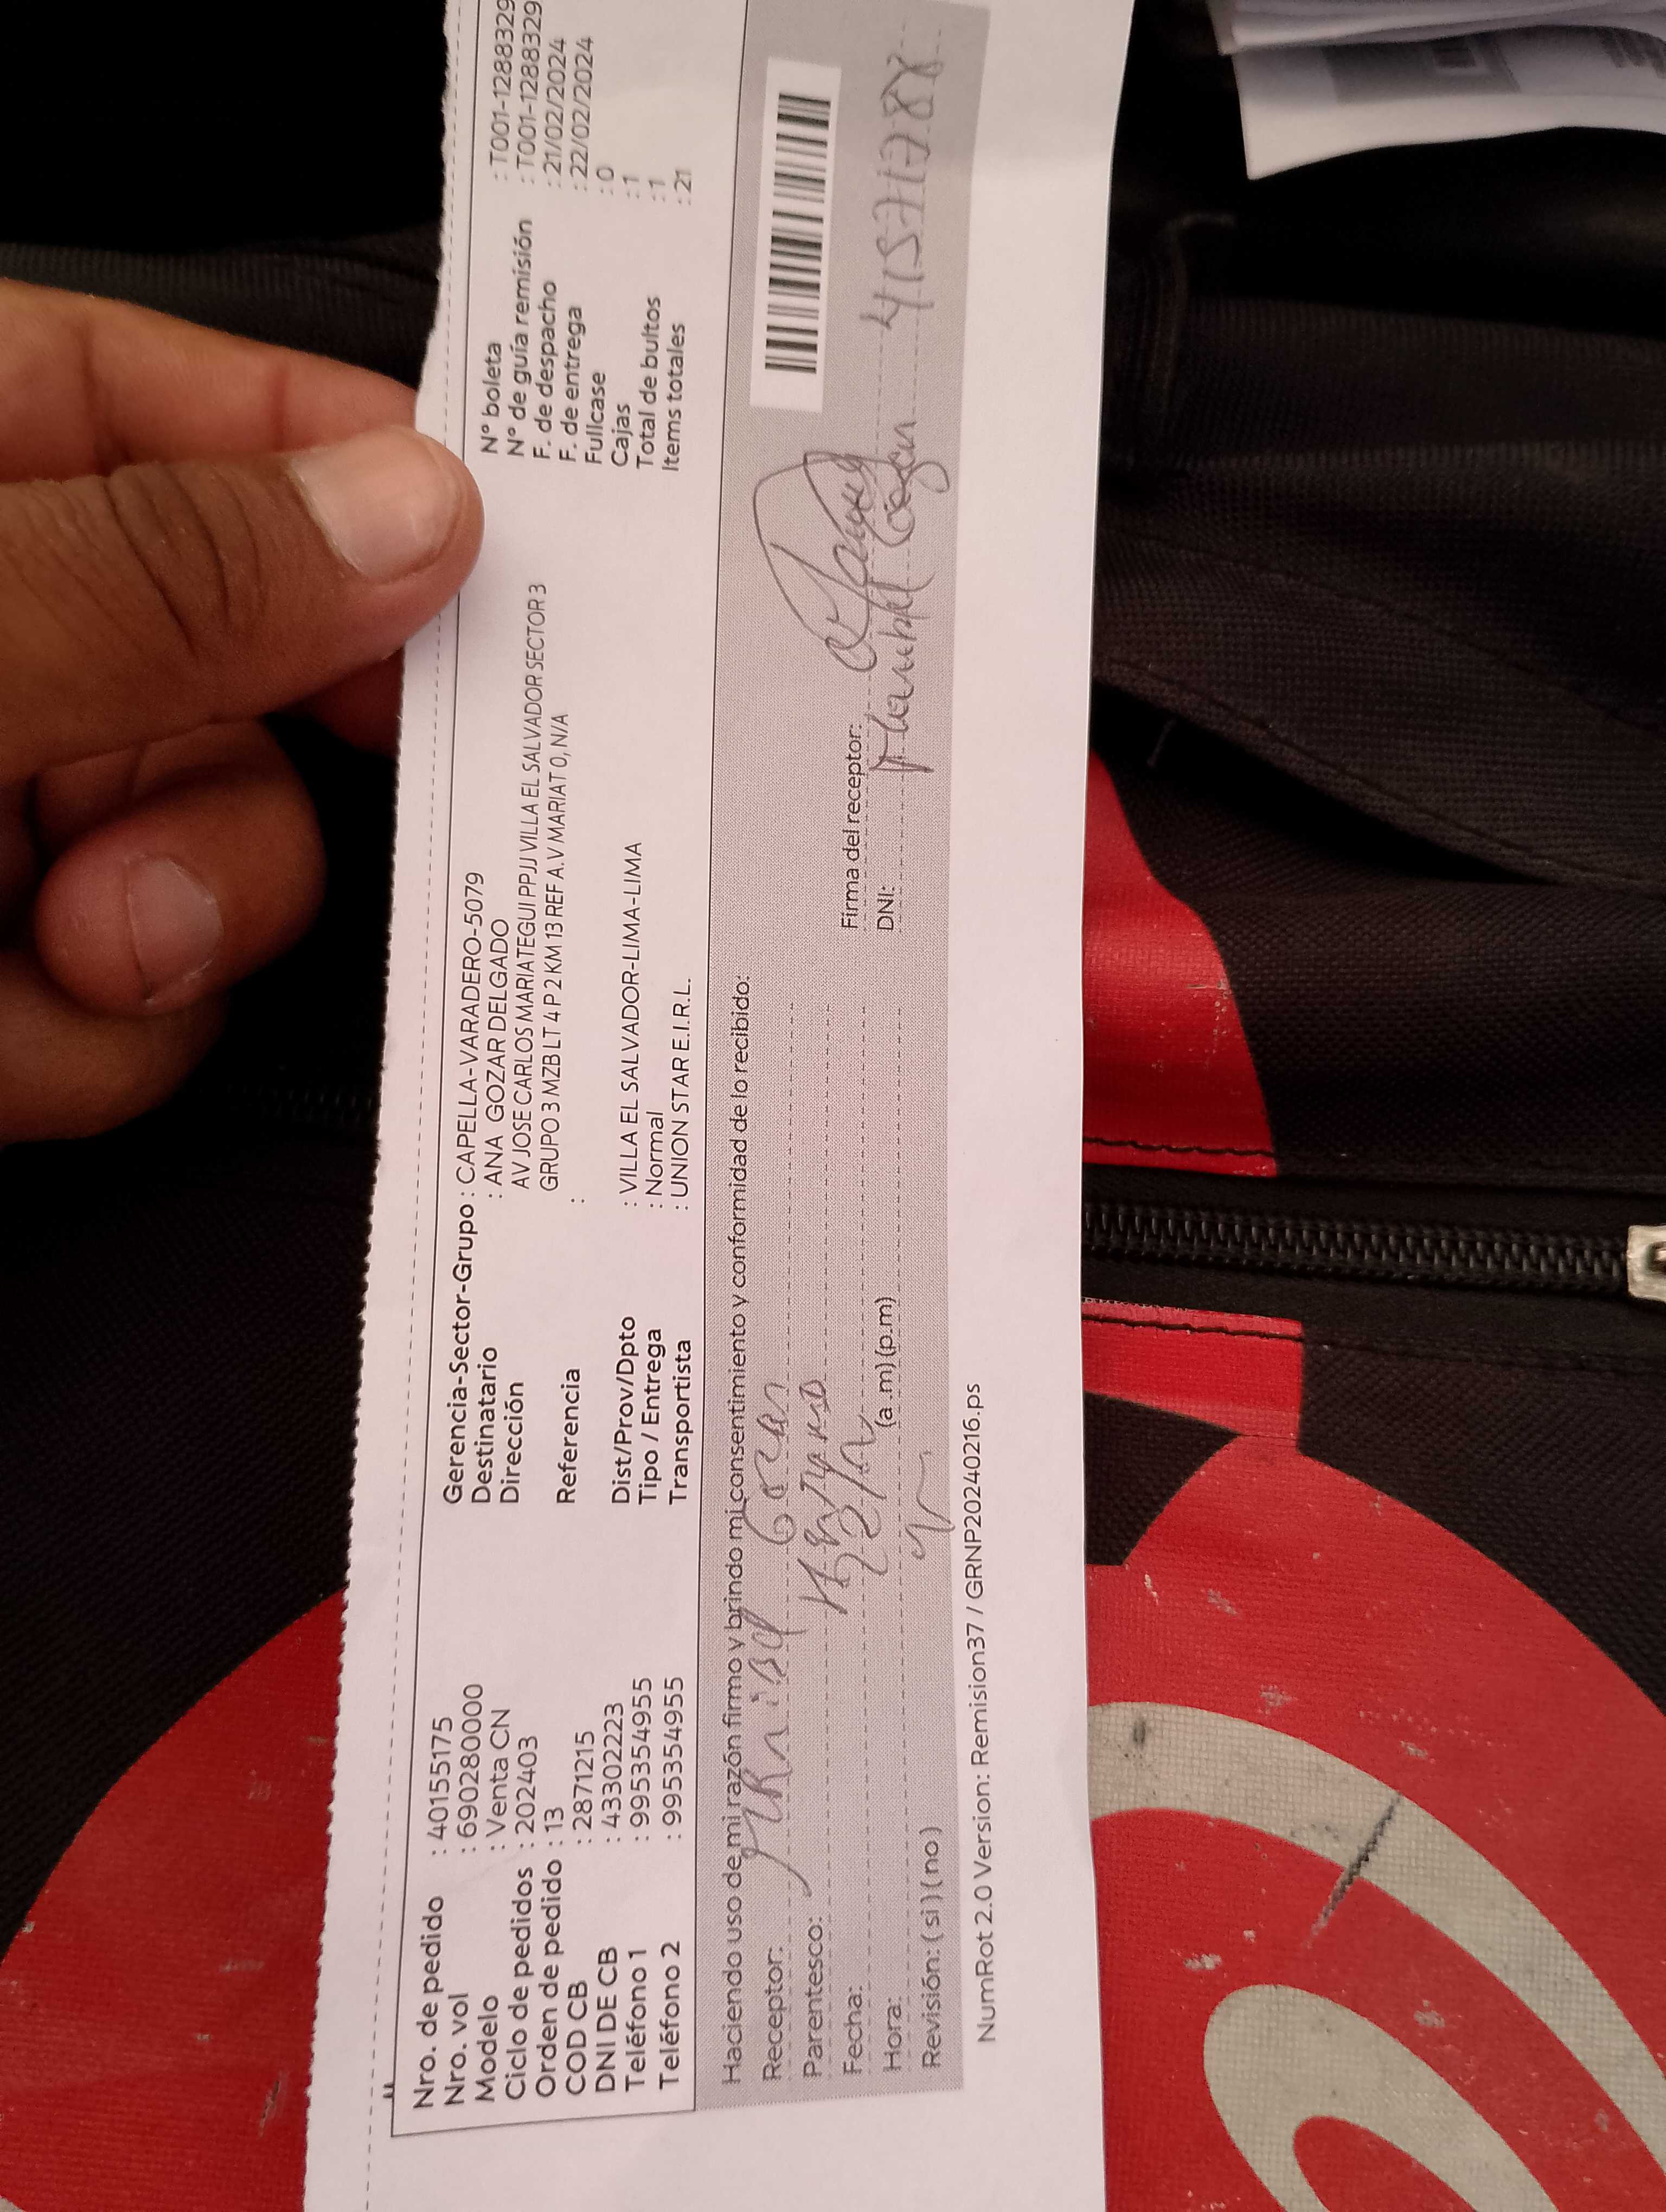 Nro. de pedido : 40155175
Nro. vol : 690280000
Modelo : Venta CN
Ciclo de pedidos : 202403
Orden de pedido : 13
COD CB : 2871215
DNI DE CB : 43302223
Teléfono 1 : 995354955
Teléfono 2 : 995354955
Gerencia-Sector-Grupo : CAPELLA-VARADERO-5079
Destinatario : ANA GOZAR DELGADO
Dirección AV JOSE CARLOS MARIATEGUI PPJJ VILLA EL SALVADOR SECTOR 3
GRUPO 3 MZB LT 4 P 2 KM 13 REF A.V MARIAT 0, N/A
Referencia :
Dist/Prov/Dpto : VILLA EL SALVADOR-LIMA-LIMA
Tipo / Entrega : Normal
Transportista : UNION STAR E.I.R.L.
N° boleta : T001-1288329
N° de guía remisión : T001-1288329
F. de despacho : 21/02/2024
F. de entrega : 22/02/2024
Fullcase : 0
Cajas : 1
Total de bultos : 1
Items totales : 21
Haciendo uso de mi razón firmo y brindo mi consentimiento y conformidad de lo recibido:
Receptor:
Parentesco:
Fecha:
Hora: (a .m) (p.m)
Revisión: ( si ) ( no )
Firma del receptor:
DNI:
NumRot 2.0 Version: Remision37 / GRNP20240216.ps